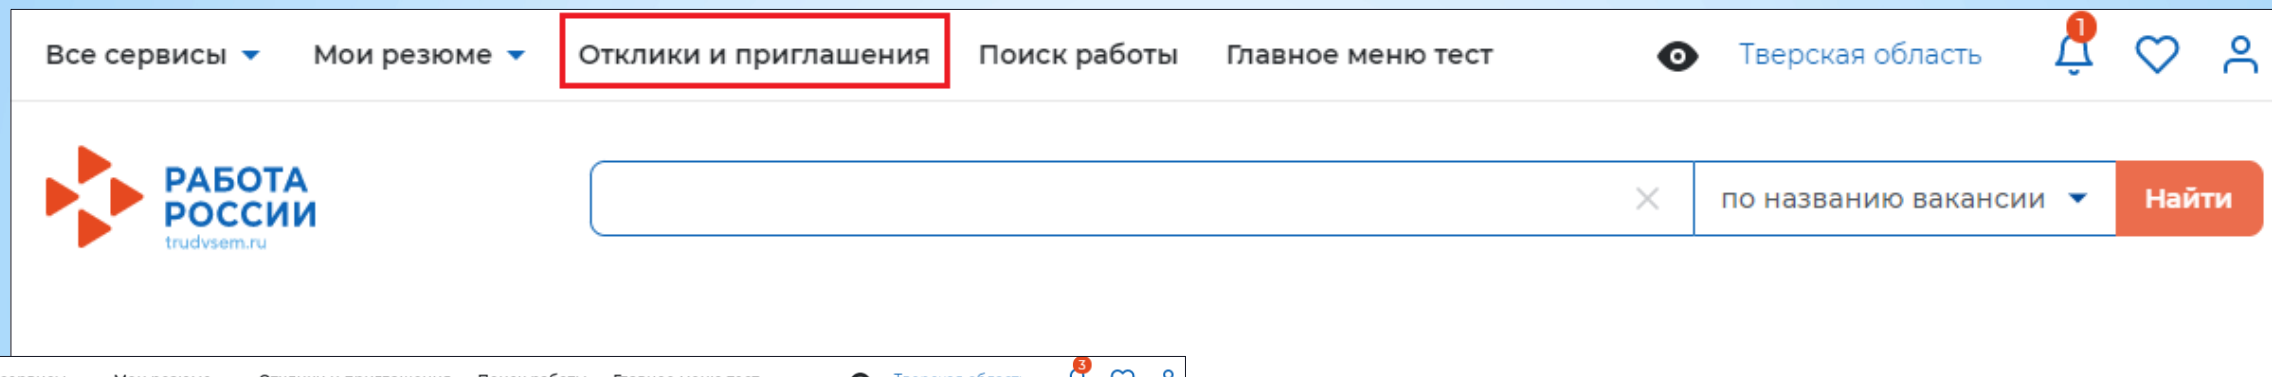 Все сервисы Мои резюме Отклики и приглашения Поиск работы Главное меню тест Тверская область 1
РАБОТА
РОССИИ
trudvsem.ru
по названию вакансии Найти
3